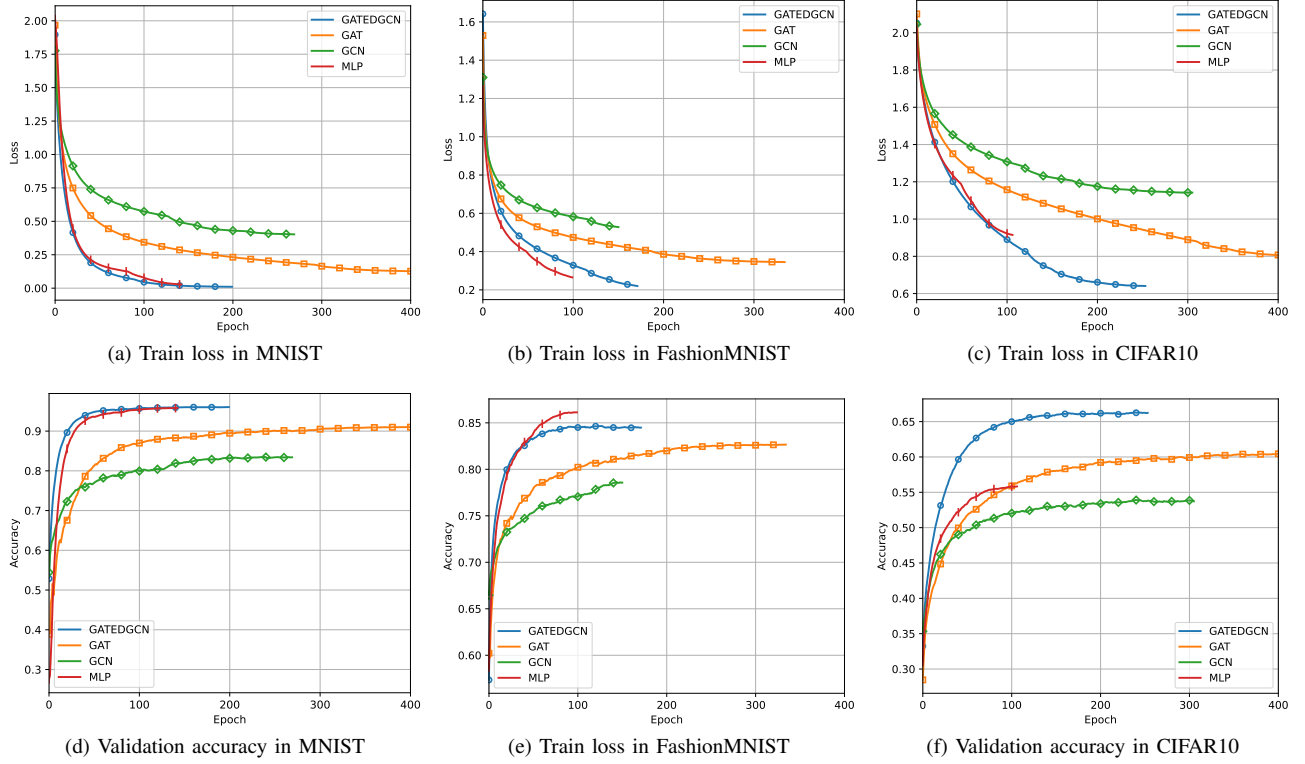 2.00
1.75
1.50
1.25
1.00
0.75
0.50
0.25
0.00
Loss
0
100
200
300
400
Epoch
GATEDGCN
GAT
GCN
MLP
(a) Train loss in MNIST
1.6
1.4
1.2
1.0
0.8
0.6
0.4
0.2
Loss
0
100
200
300
400
Epoch
GATEDGCN
GAT
GCN
MLP
(b) Train loss in FashionMNIST
2.0
1.8
1.6
1.4
1.2
1.0
0.8
0.6
Loss
0
100
200
300
400
Epoch
GATEDGCN
GAT
GCN
MLP
(c) Train loss in CIFAR10
0.9
0.8
0.7
0.6
0.5
0.4
0.3
Accuracy
0
100
200
300
400
Epoch
GATEDGCN
GAT
GCN
MLP
(d) Validation accuracy in MNIST
0.85
0.80
0.75
0.70
0.65
0.60
Accuracy
0
100
200
300
400
Epoch
GATEDGCN
GAT
GCN
MLP
(e) Train loss in FashionMNIST
0.65
0.60
0.55
0.50
0.45
0.40
0.35
0.30
Accuracy
0
100
200
300
400
Epoch
GATEDGCN
GAT
GCN
MLP
(f) Validation accuracy in CIFAR10